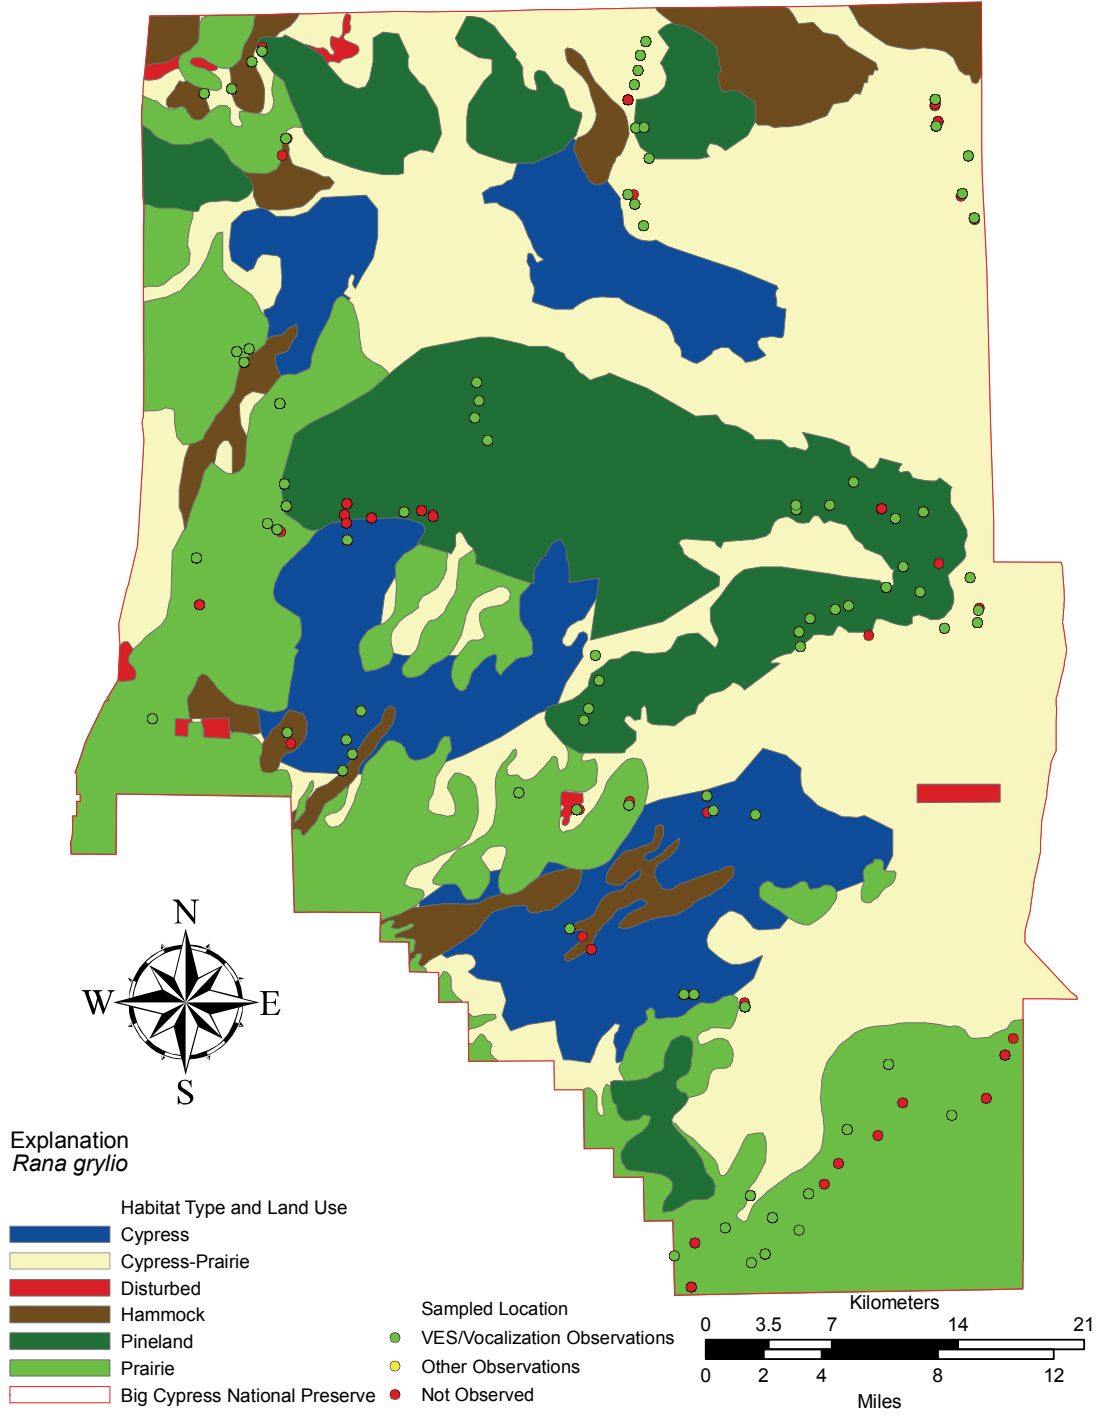 N
W
E
S
Explanation
Rana grylio
Habitat Type and Land Use
Cypress
Cypress-Prairie
Disturbed
Hammock
Pineland
Prairie
Big Cypress National Preserve
Sampled Location
VES/Vocalization Observations
Other Observations
Not Observed
Kilometers
0 3.5 7 14 21
0 2 4 8 12
Miles